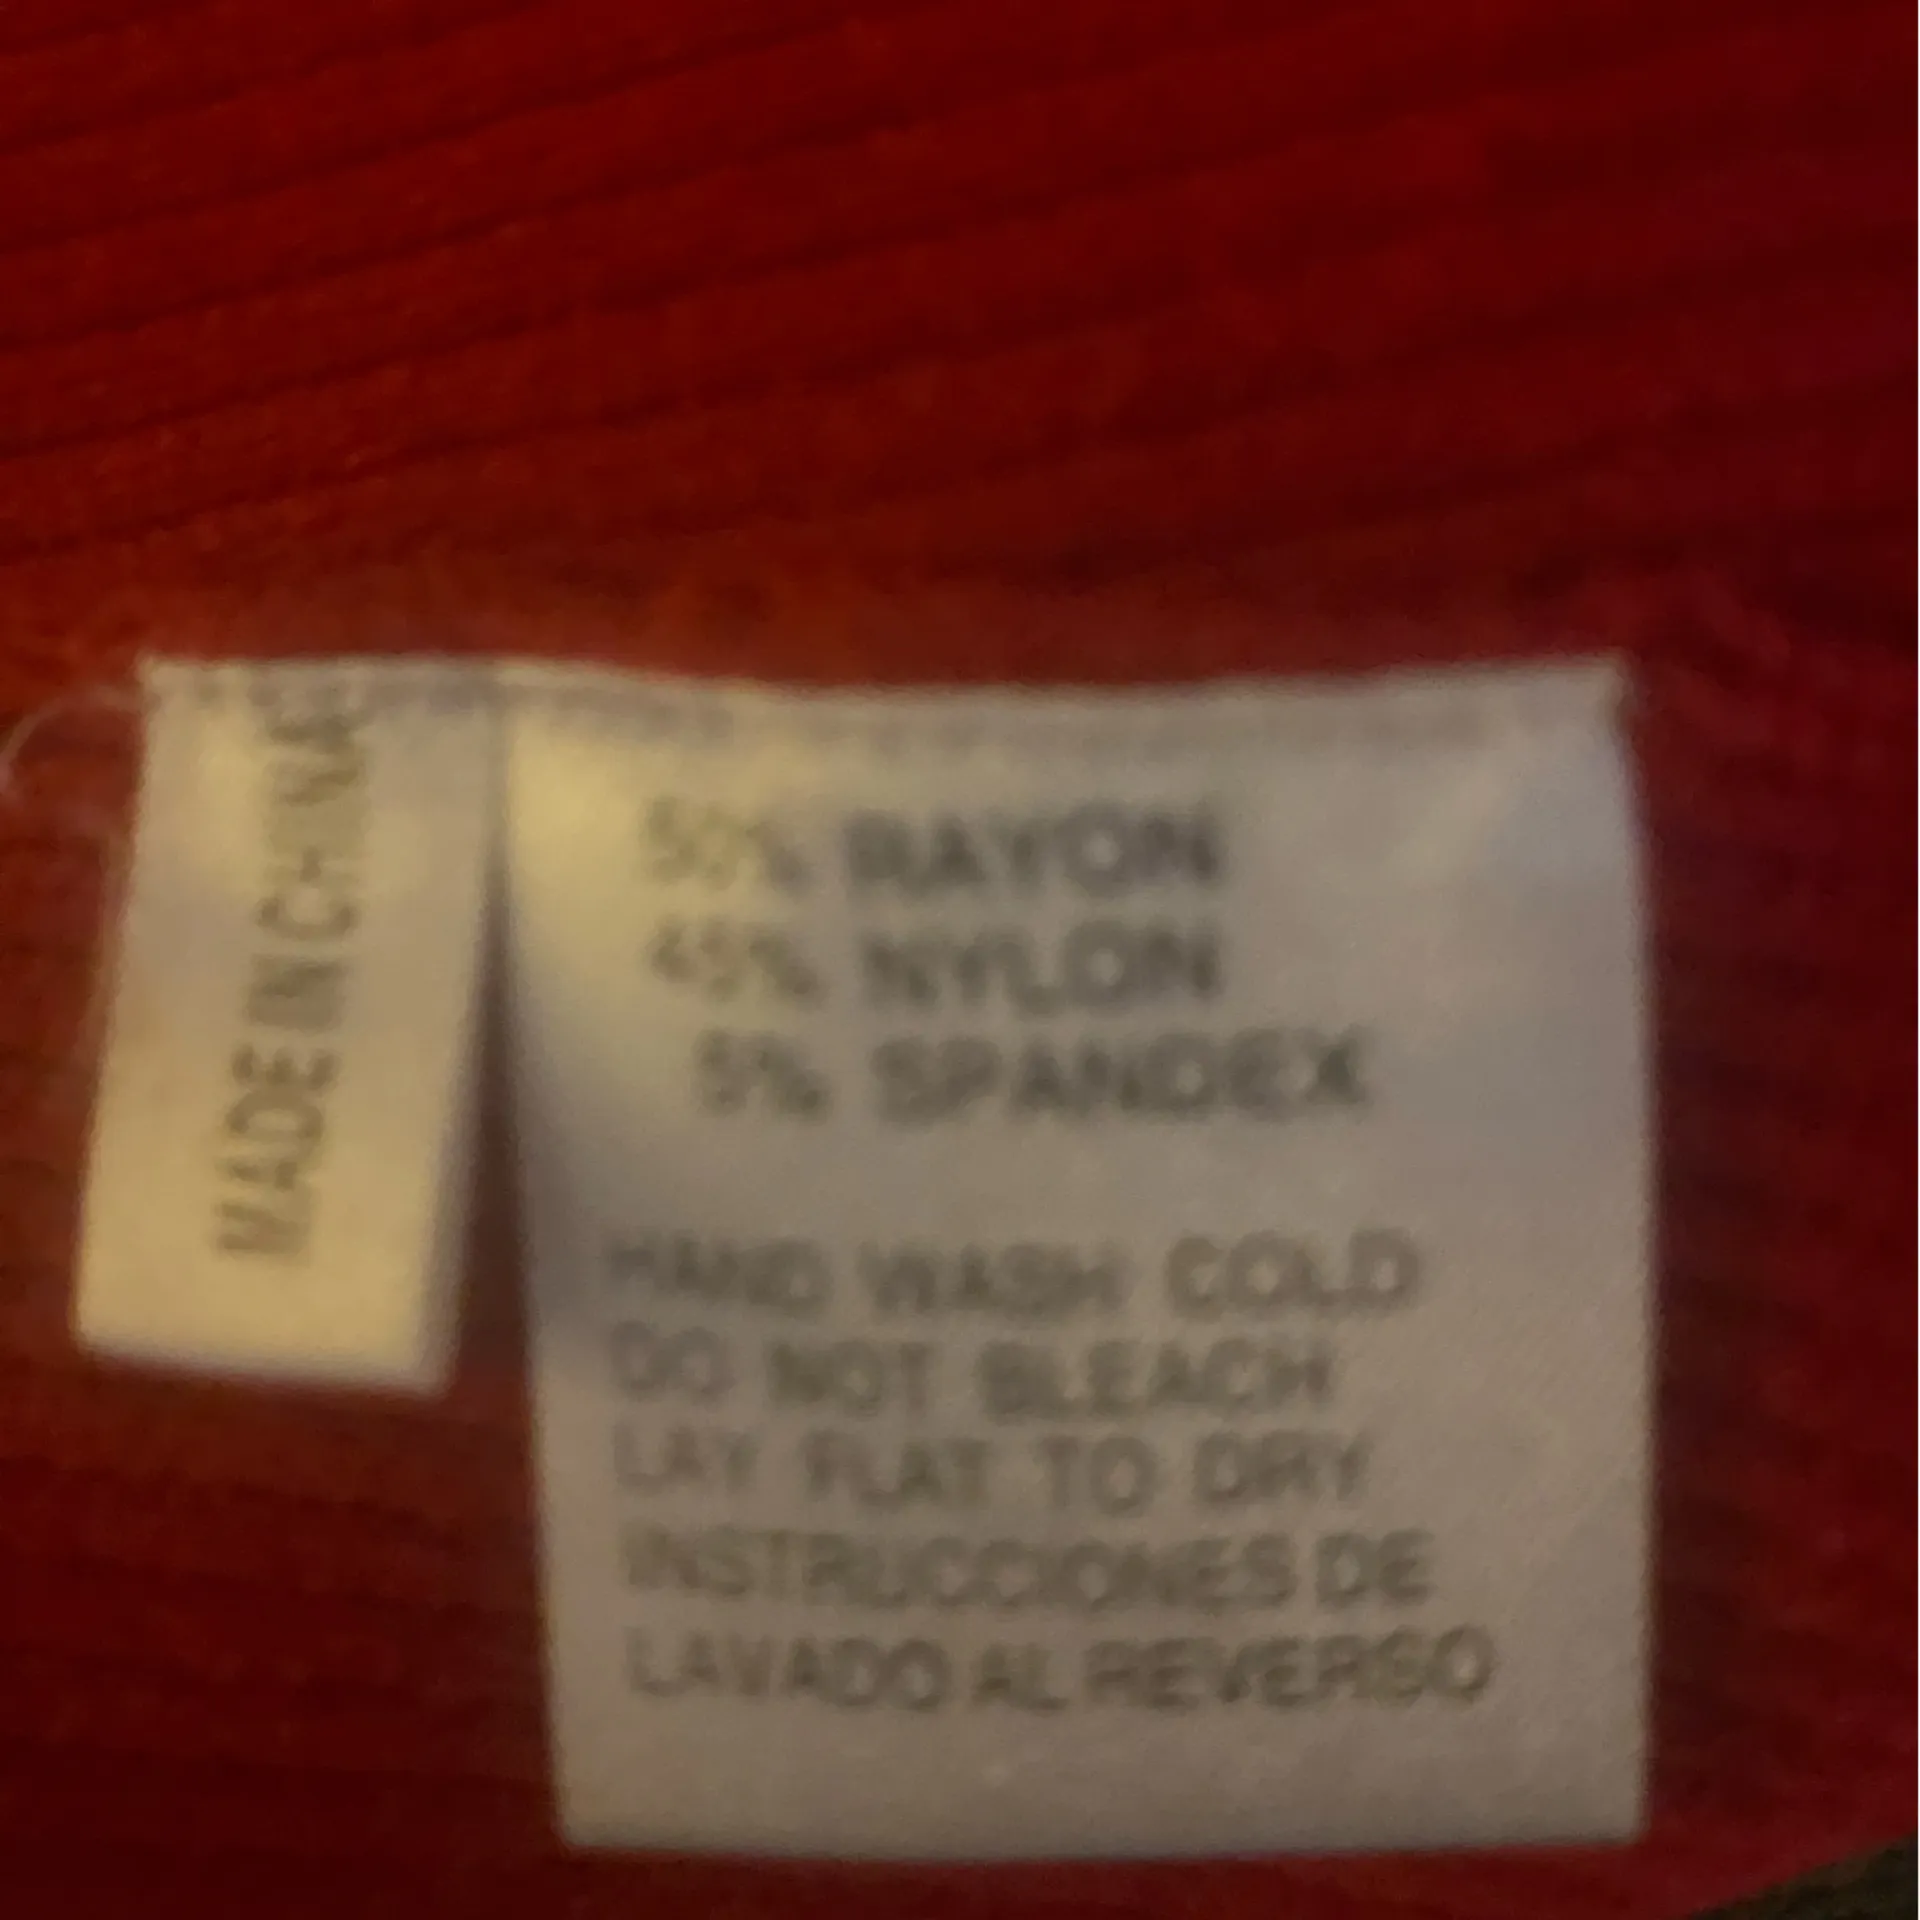 MADE IN CHINA
50% RAYON
45% NYLON
5% SPANDEX
HAND WASH COLD
DO NOT BLEACH
LAY FLAT TO DRY
INSTRUCCIONES DE
LAVADO AL REVERSO